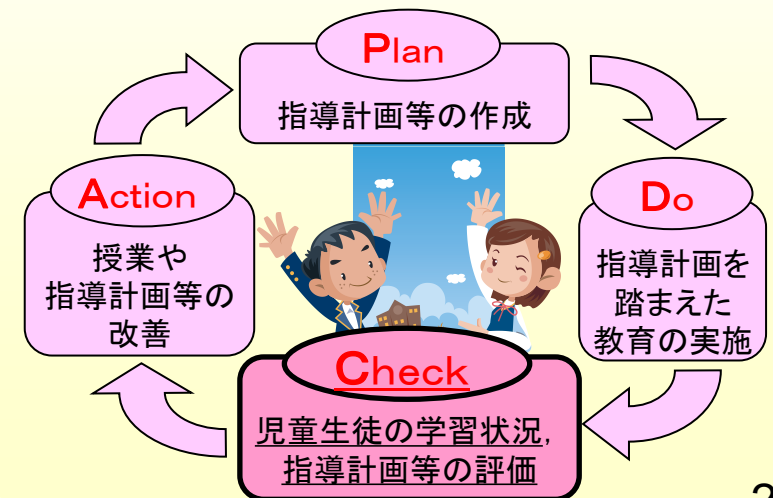 Plan
指導計画等の作成
Do
指導計画を
踏まえた
教育の実施
Check
児童生徒の学習状況，
指導計画等の評価
Action
授業や
指導計画等の
改善